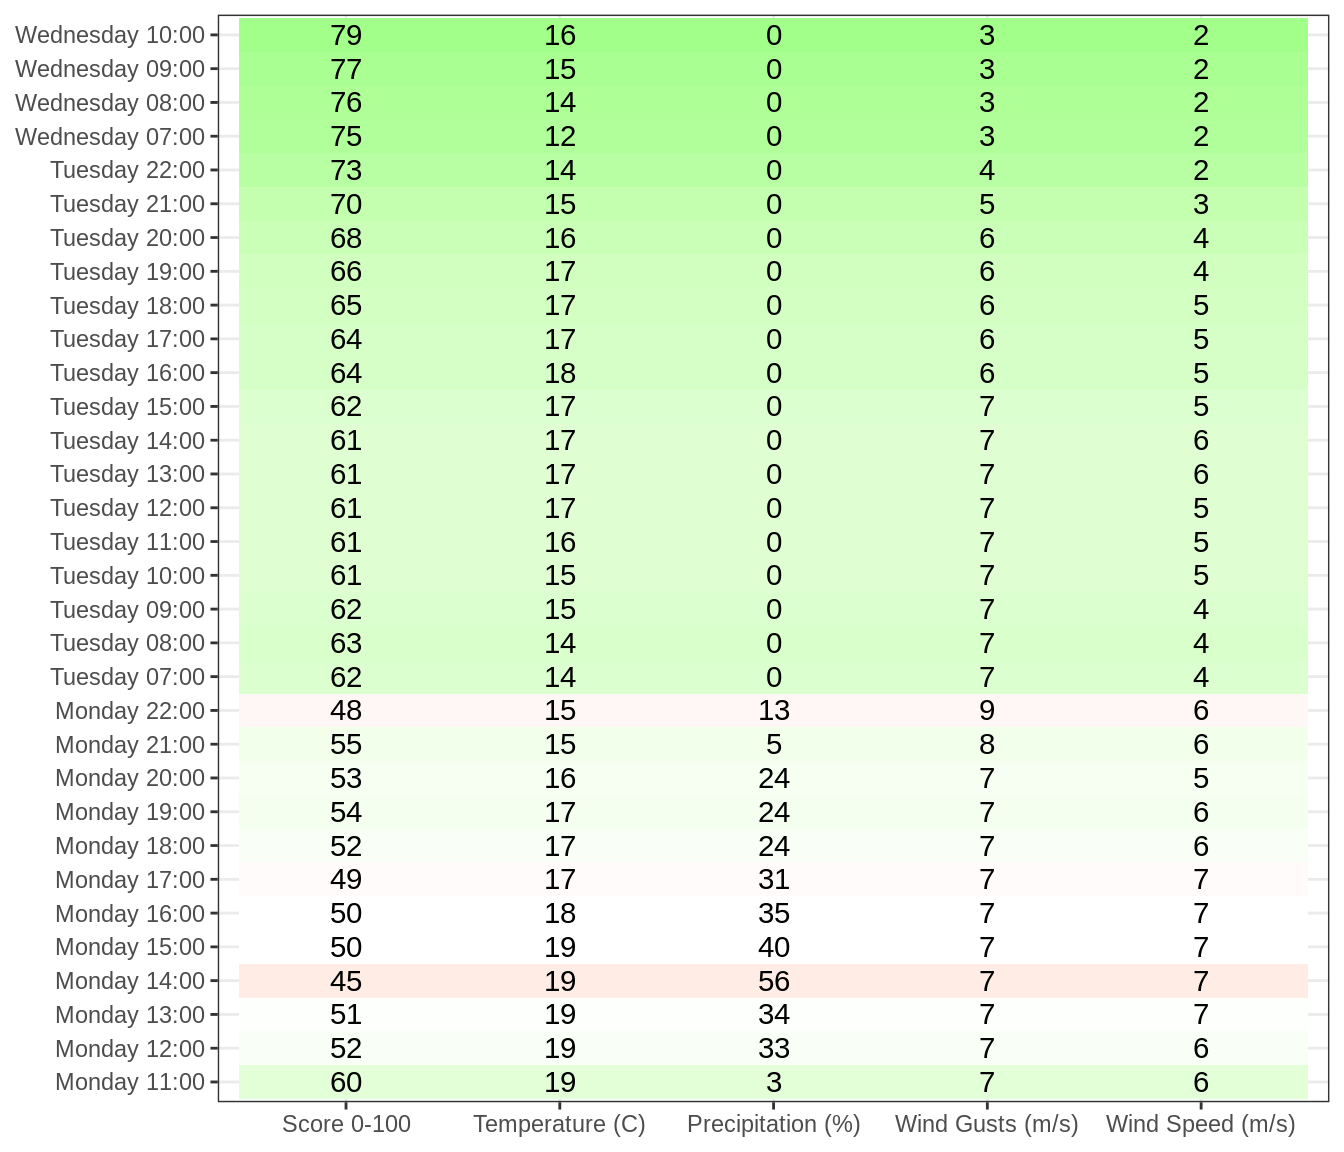 Wednesday 10:00 79 16 0 3 2
Wednesday 09:00 77 15 0 3 2
Wednesday 08:00 76 14 0 3 2
Wednesday 07:00 75 12 0 3 2
Tuesday 22:00 73 14 0 4 2
Tuesday 21:00 70 15 0 5 3
Tuesday 20:00 68 16 0 6 4
Tuesday 19:00 66 17 0 6 4
Tuesday 18:00 65 17 0 6 5
Tuesday 17:00 64 17 0 6 5
Tuesday 16:00 64 18 0 6 5
Tuesday 15:00 62 17 0 7 5
Tuesday 14:00 61 17 0 7 6
Tuesday 13:00 61 17 0 7 6
Tuesday 12:00 61 17 0 7 5
Tuesday 11:00 61 16 0 7 5
Tuesday 10:00 61 15 0 7 5
Tuesday 09:00 62 15 0 7 4
Tuesday 08:00 63 14 0 7 4
Tuesday 07:00 62 14 0 7 4
Monday 22:00 48 15 13 9 6
Monday 21:00 55 15 5 8 6
Monday 20:00 53 16 24 7 5
Monday 19:00 54 17 24 7 6
Monday 18:00 52 17 24 7 6
Monday 17:00 49 17 31 7 7
Monday 16:00 50 18 35 7 7
Monday 15:00 50 19 40 7 7
Monday 14:00 45 19 56 7 7
Monday 13:00 51 19 34 7 7
Monday 12:00 52 19 33 7 6
Monday 11:00 60 19 3 7 6
Score 0-100 Temperature (C) Precipitation (%) Wind Gusts (m/s) Wind Speed (m/s)